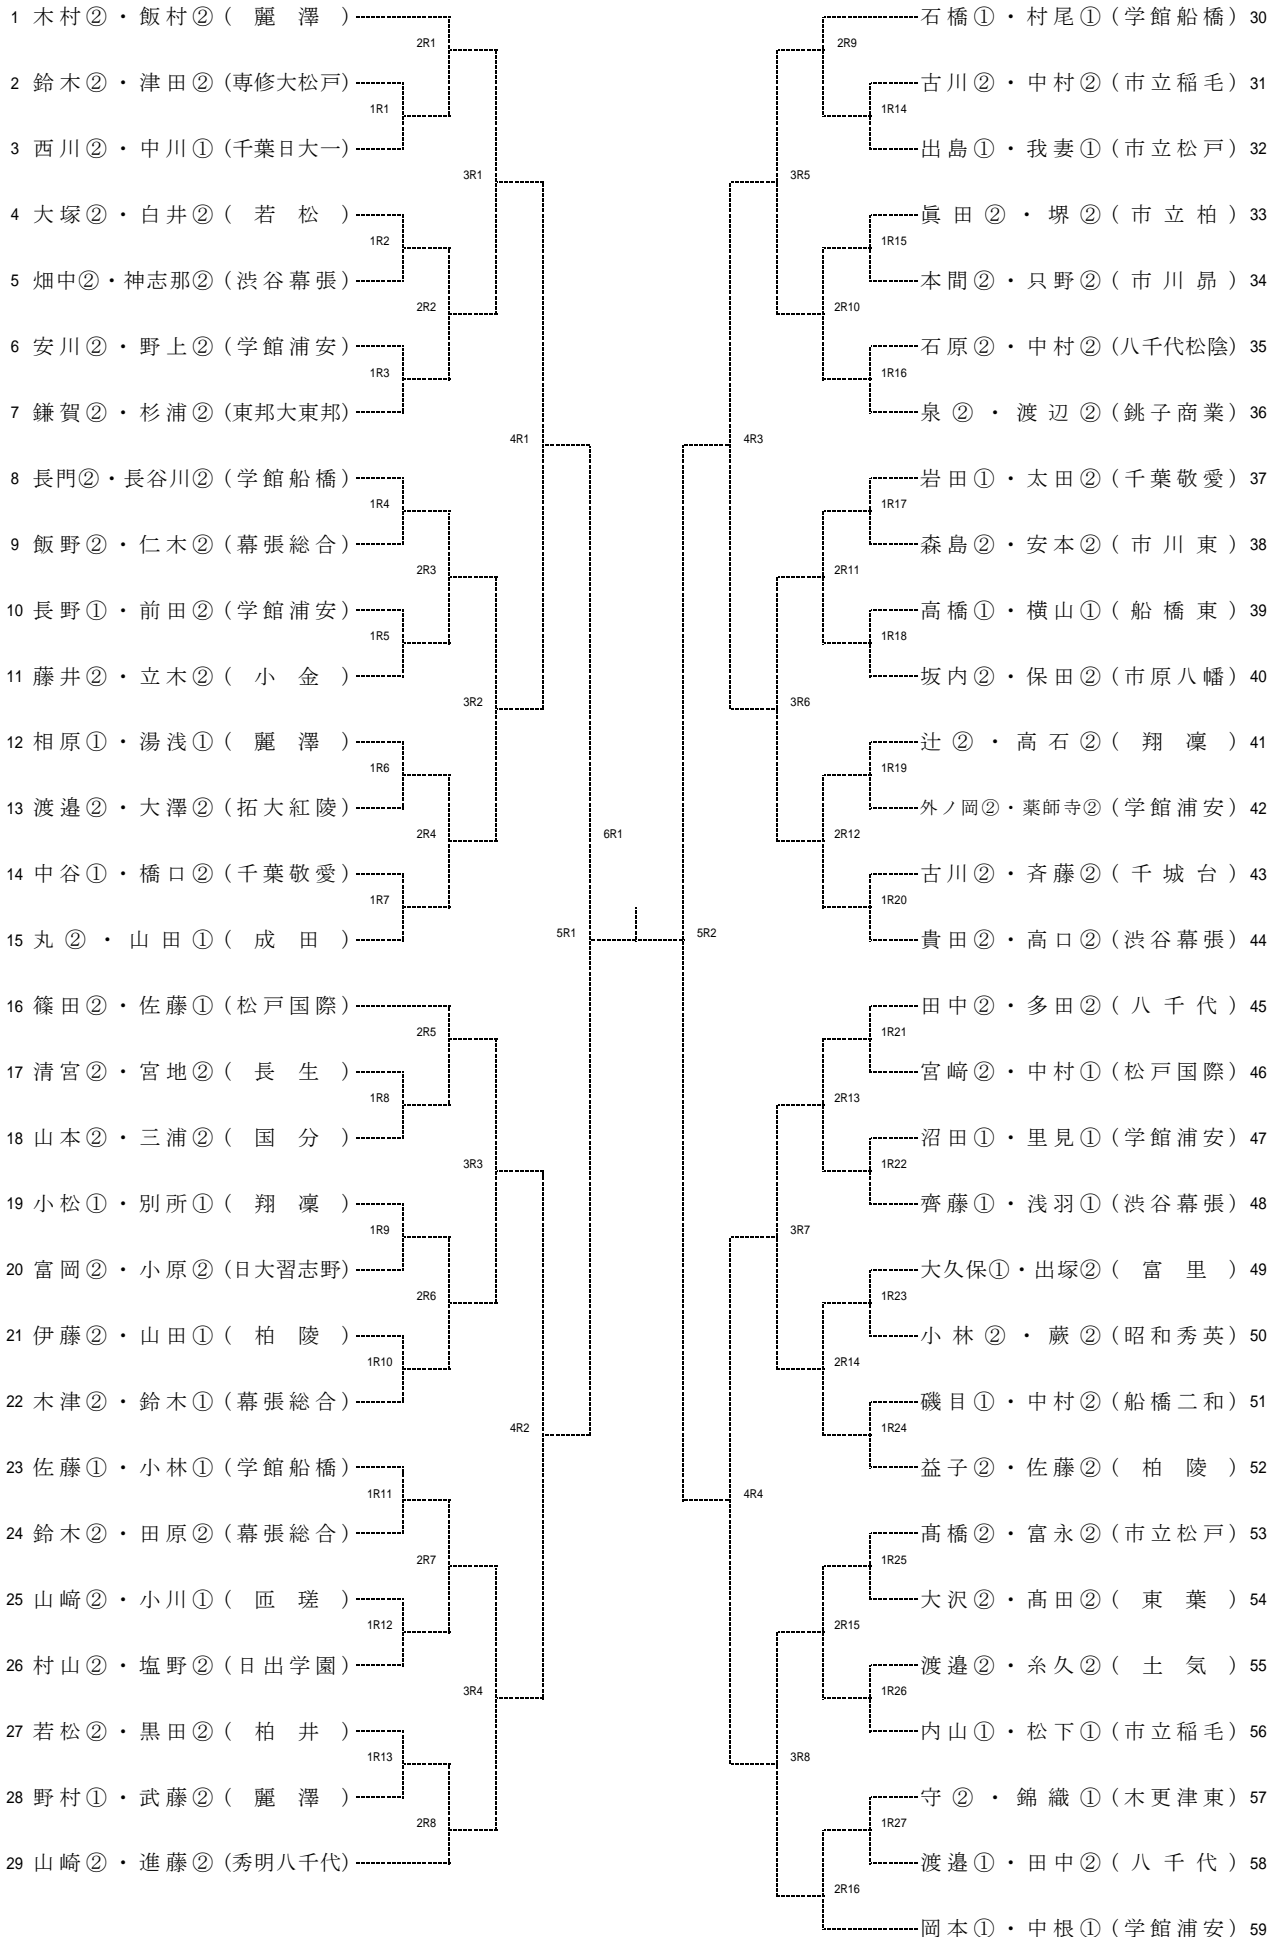 1 木村②・飯村②(麗澤)
2R1
2 鈴木②・津田②(専修大松戸)
1R1
3 西川②・中川①(千葉日大一)
3R1
4 大塚②・白井②(若松)
1R2
5 畑中②・神志那②(渋谷幕張)
2R2
6 安川②・野上②(学館浦安)
1R3
7 鎌賀②・杉浦②(東邦大東邦)
4R1
8 長門②・長谷川②(学館船橋)
1R4
9 飯野②・仁木②(幕張総合)
2R3
10 長野①・前田②(学館浦安)
1R5
11 藤井②・立木②(小金)
3R2
12 相原①・湯浅①(麗澤)
1R6
13 渡邉②・大澤②(拓大紅陵)
2R4
6R1
14 中谷①・橋口②(千葉敬愛)
1R7
15 丸②・山田①(成田)
5R1
16 篠田②・佐藤①(松戸国際)
2R5
17 清宮②・宮地②(長生)
1R8
18 山本②・三浦②(国分)
3R3
19 小松①・別所①(翔凜)
1R9
20 富岡②・小原②(日大習志野)
2R6
21 伊藤②・山田①(柏陵)
1R10
22 木津②・鈴木①(幕張総合)
4R2
23 佐藤①・小林①(学館船橋)
1R11
24 鈴木②・田原②(幕張総合)
2R7
25 山﨑②・小川①(匝瑳)
1R12
26 村山②・塩野②(日出学園)
3R4
27 若松②・黒田②(柏井)
1R13
28 野村①・武藤②(麗澤)
2R8
29 山崎②・進藤②(秀明八千代)
石橋①・村尾①(学館船橋) 30
2R9
古川②・中村②(市立稲毛) 31
1R14
出島①・我妻①(市立松戸) 32
3R5
眞田②・堺②(市立柏) 33
1R15
本間②・只野②(市川昴) 34
2R10
石原②・中村②(八千代松陰) 35
1R16
泉②・渡辺②(銚子商業) 36
4R3
岩田①・太田②(千葉敬愛) 37
1R17
森島②・安本②(市川東) 38
2R11
高橋①・横山①(船橋東) 39
1R18
坂内②・保田②(市原八幡) 40
3R6
辻②・高石②(翔凜) 41
1R19
外ノ岡②・薬師寺②(学館浦安) 42
2R12
古川②・斉藤②(千城台) 43
1R20
貴田②・高口②(渋谷幕張) 44
5R2
田中②・多田②(八千代) 45
1R21
宮﨑②・中村①(松戸国際) 46
2R13
沼田①・里見①(学館浦安) 47
1R22
齊藤①・浅羽①(渋谷幕張) 48
3R7
大久保①・出塚②(富里) 49
1R23
小林②・蕨②(昭和秀英) 50
2R14
磯目①・中村②(船橋二和) 51
1R24
益子②・佐藤②(柏陵) 52
4R4
髙橋②・富永②(市立松戸) 53
1R25
大沢②・髙田②(東葉) 54
2R15
渡邉②・糸久②(土気) 55
1R26
内山①・松下①(市立稲毛) 56
3R8
守②・錦織①(木更津東) 57
1R27
渡邉①・田中②(八千代) 58
2R16
岡本①・中根①(学館浦安) 59